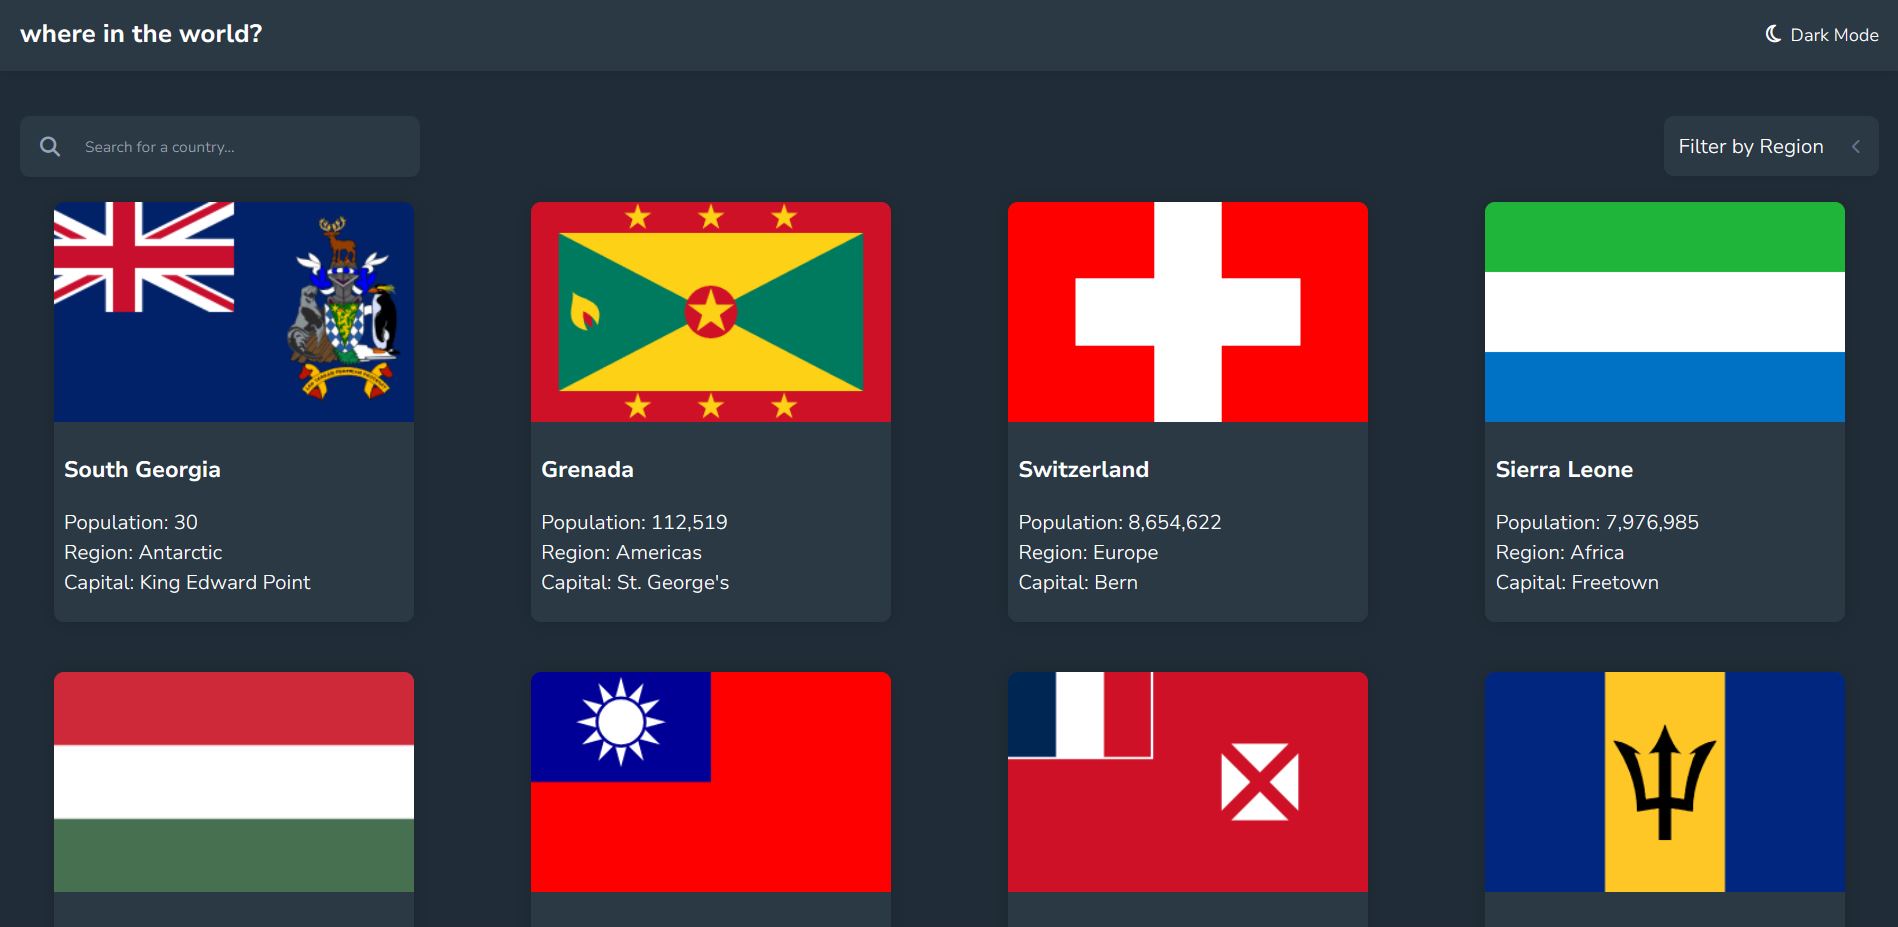 where in the world?
Dark Mode
Search for a country...
Filter by Region
South Georgia
Population: 30
Region: Antarctic
Capital: King Edward Point
Grenada
Population: 112,519
Region: Americas
Capital: St. George's
Switzerland
Population: 8,654,622
Region: Europe
Capital: Bern
Sierra Leone
Population: 7,976,985
Region: Africa
Capital: Freetown